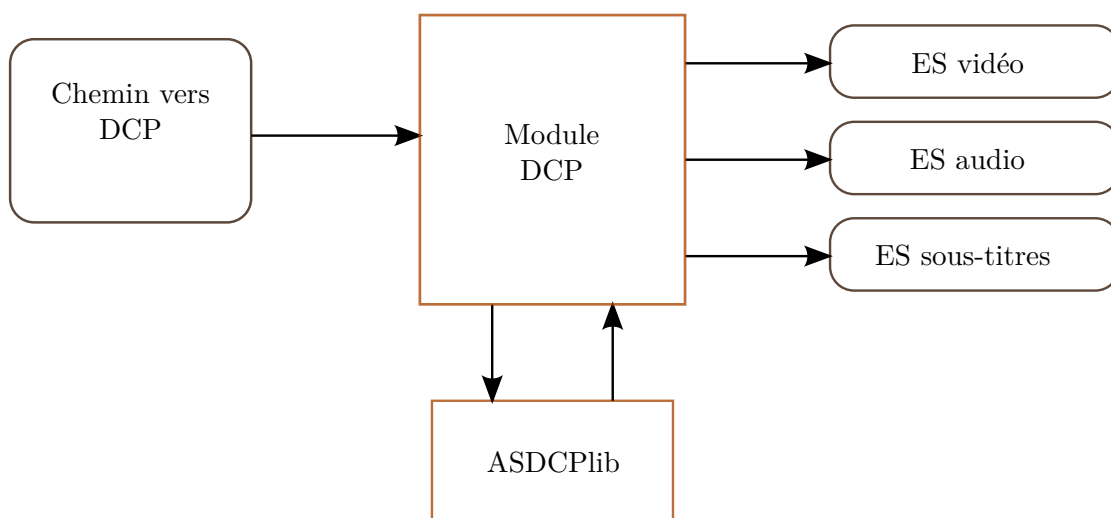 Chemin vers
DCP
Module
DCP
ES vidéo
ES audio
ES sous-titres
ASDCPlib